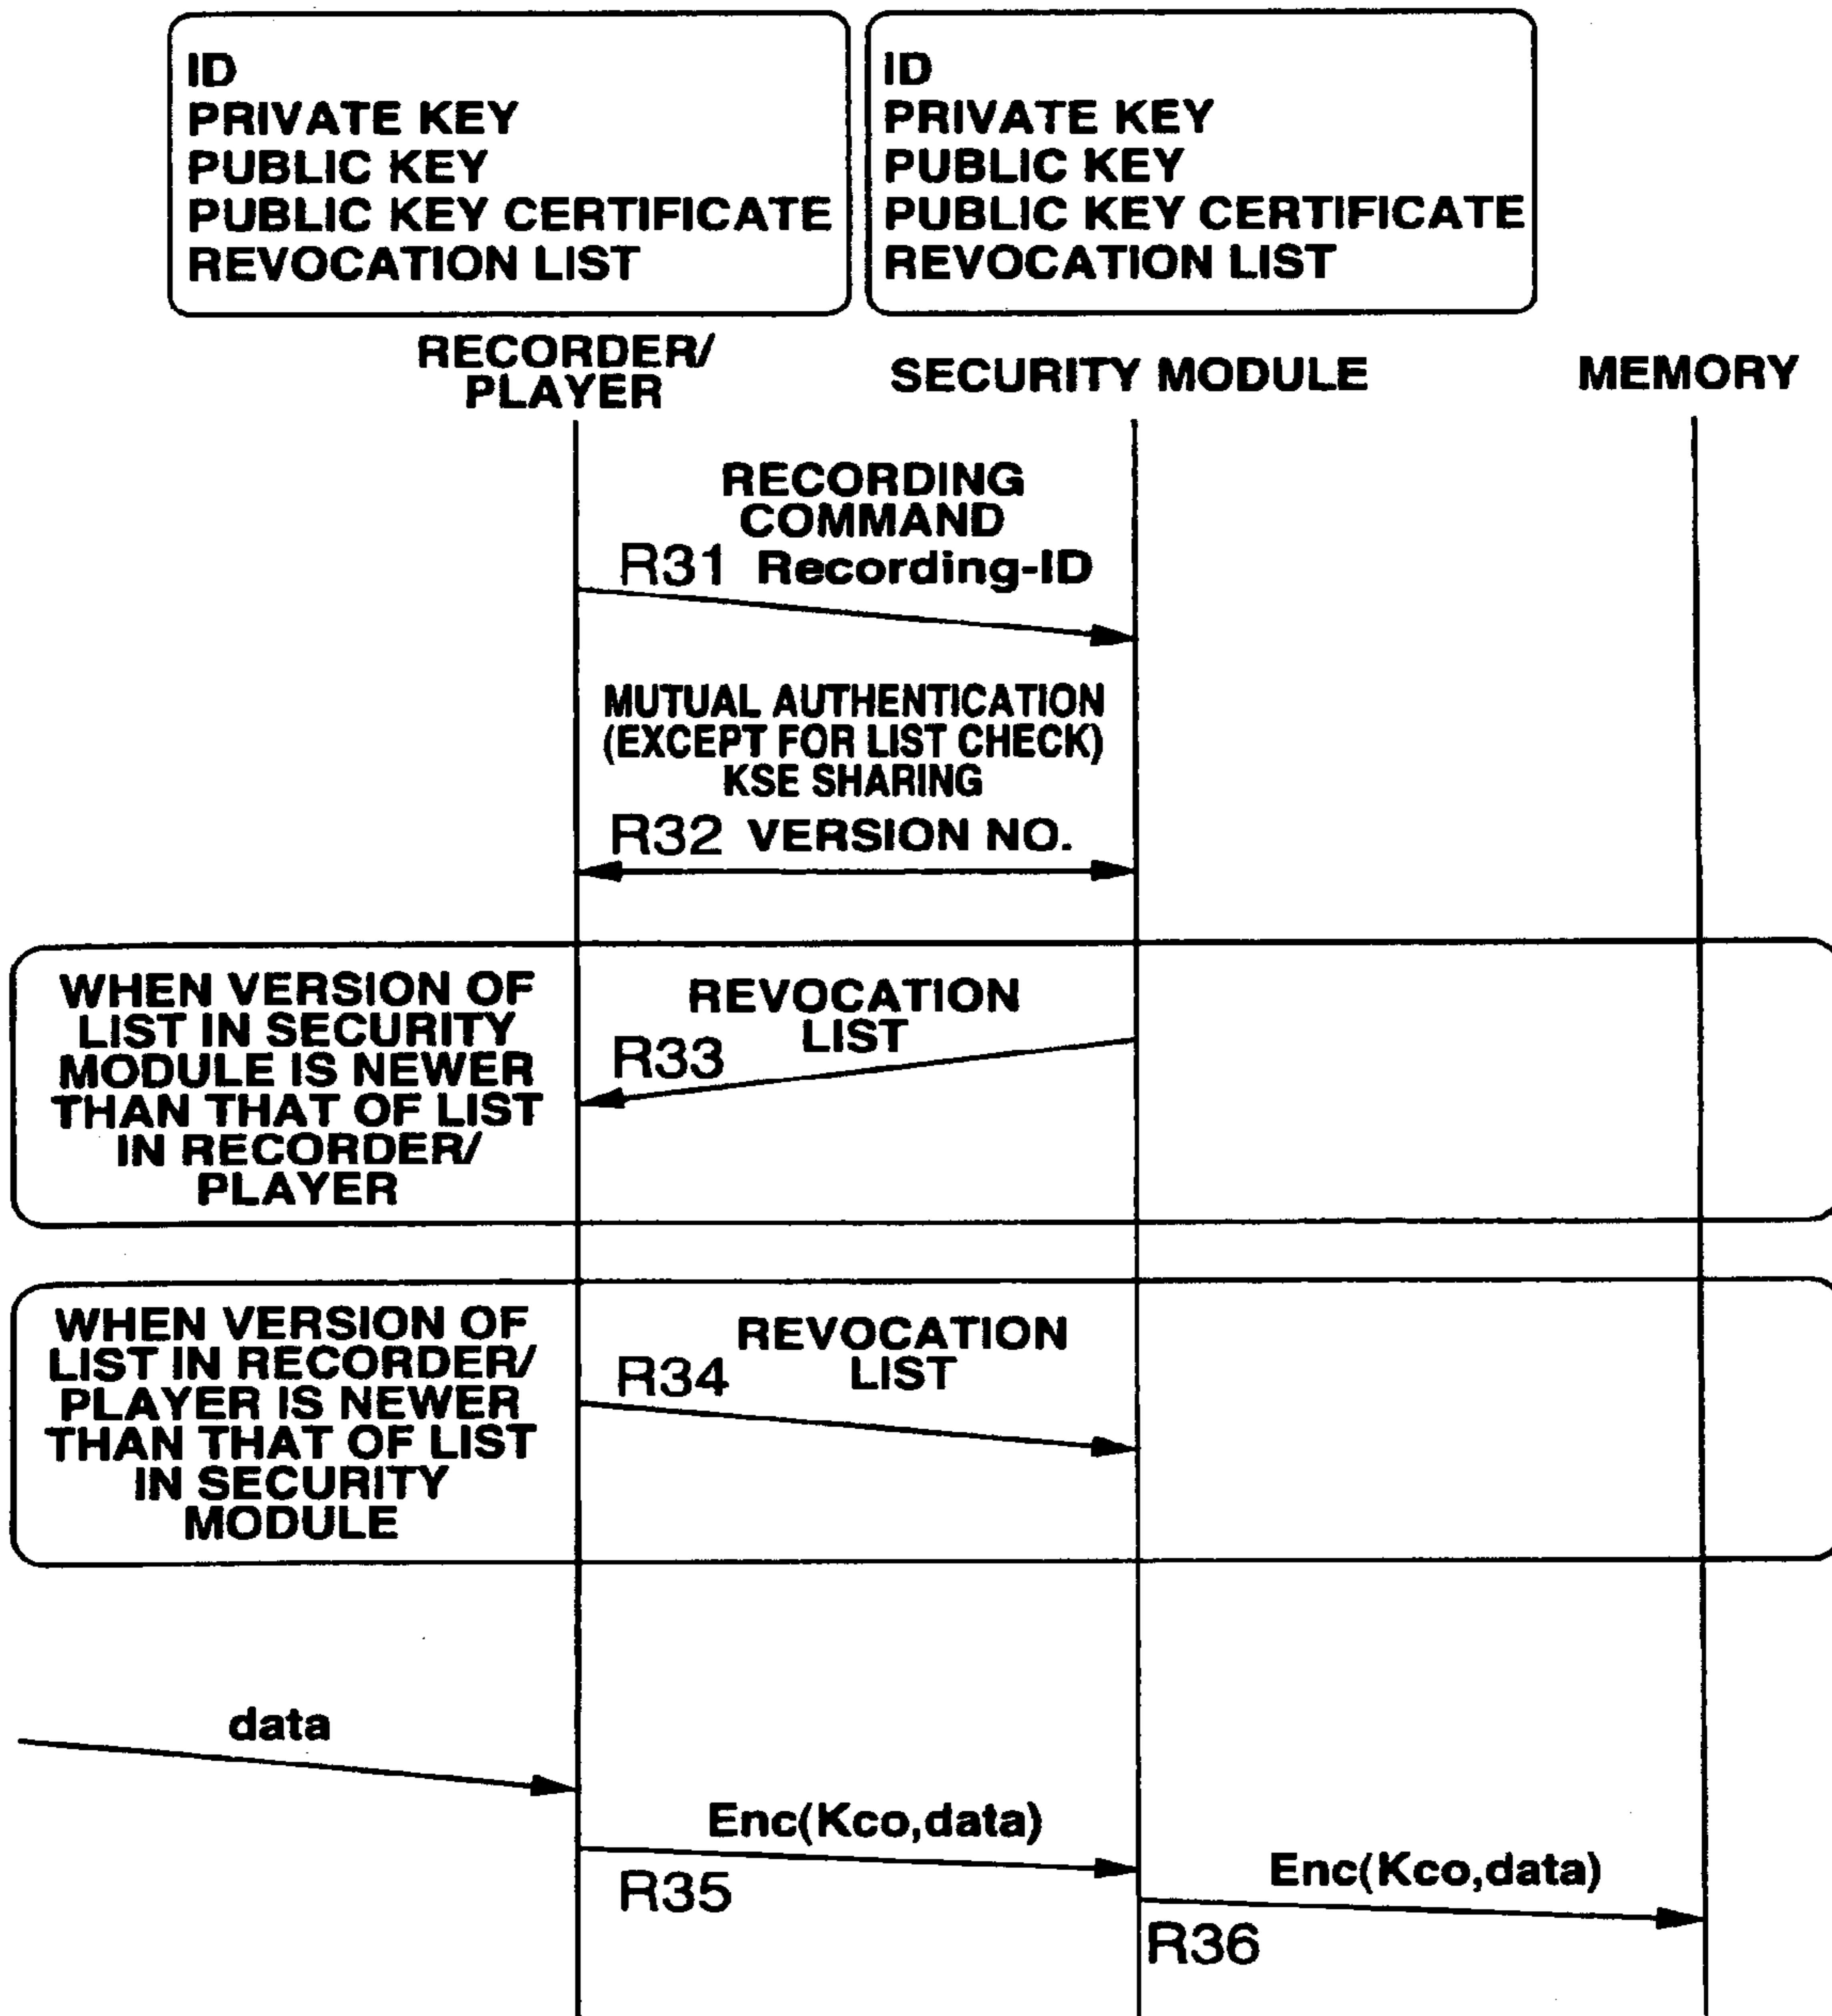 ID
PRIVATE KEY
PUBLIC KEY
PUBLIC KEY CERTIFICATE
REVOCATION LIST
ID
PRIVATE KEY
PUBLIC KEY
PUBLIC KEY CERTIFICATE
REVOCATION LIST
RECORDER/
PLAYER
SECURITY MODULE
MEMORY
RECORDING
COMMAND
R31 Recording-ID
MUTUAL AUTHENTICATION
(EXCEPT FOR LIST CHECK)
KSE SHARING
R32 VERSION NO.
WHEN VERSION OF
LIST IN SECURITY
MODULE IS NEWER
THAN THAT OF LIST
IN RECORDER/
PLAYER
REVOCATION
LIST
R33
WHEN VERSION OF
LIST IN RECORDER/
PLAYER IS NEWER
THAN THAT OF LIST
IN SECURITY
MODULE
REVOCATION
LIST
R34
data
Enc(Kco,data)
R35
Enc(Kco,data)
R36